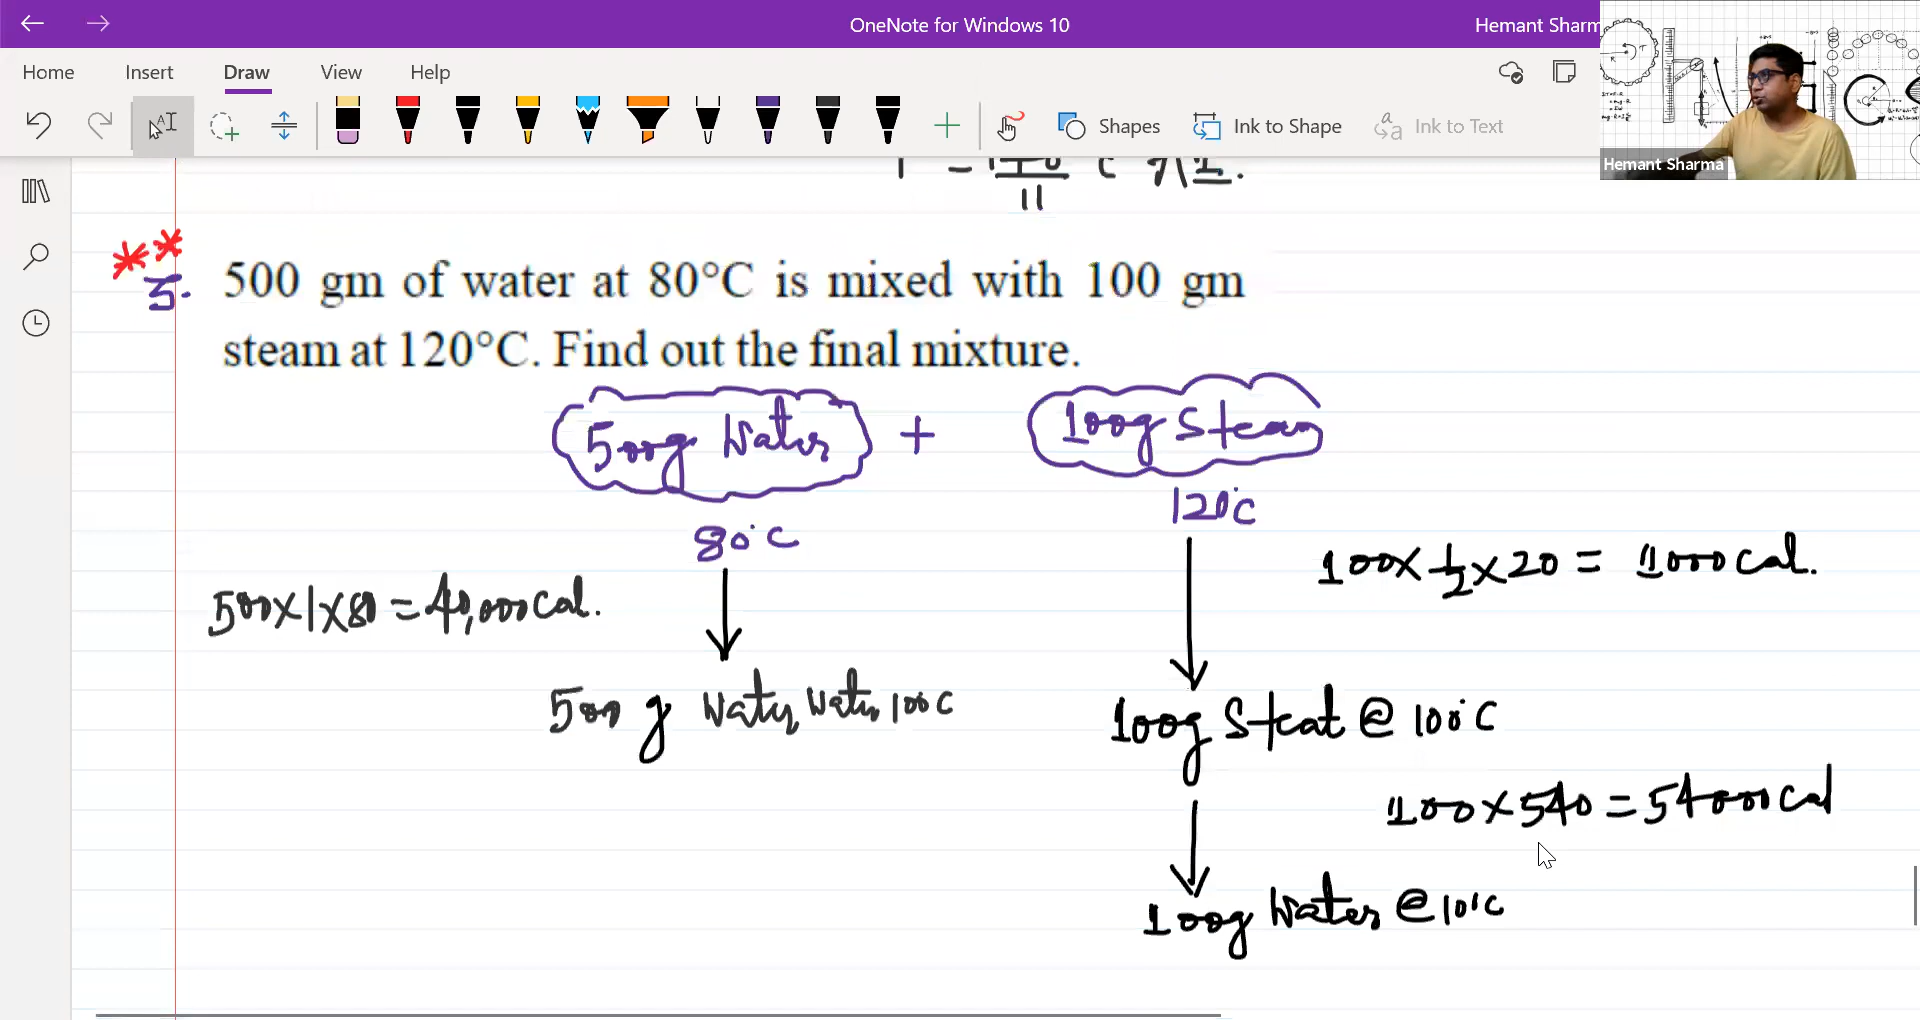 OneNote for Windows 10
Hemant Sharm
Home Insert Draw View Help
Shapes Ink to Shape Ink to Text
Hemant Sharma
11
5. 500 gm of water at 80°C is mixed with 100 gm
steam at 120°C. Find out the final mixture.
500g Water + 100g Steam
80°C
120°C
100 × 1/2 × 20 = 1000 cal.
500×1×80 = 40,000 cal.
500 g Water Water 100 C
100g Steat @ 100°C
100 × 540 = 54000 cal
100g Water @ 100°C